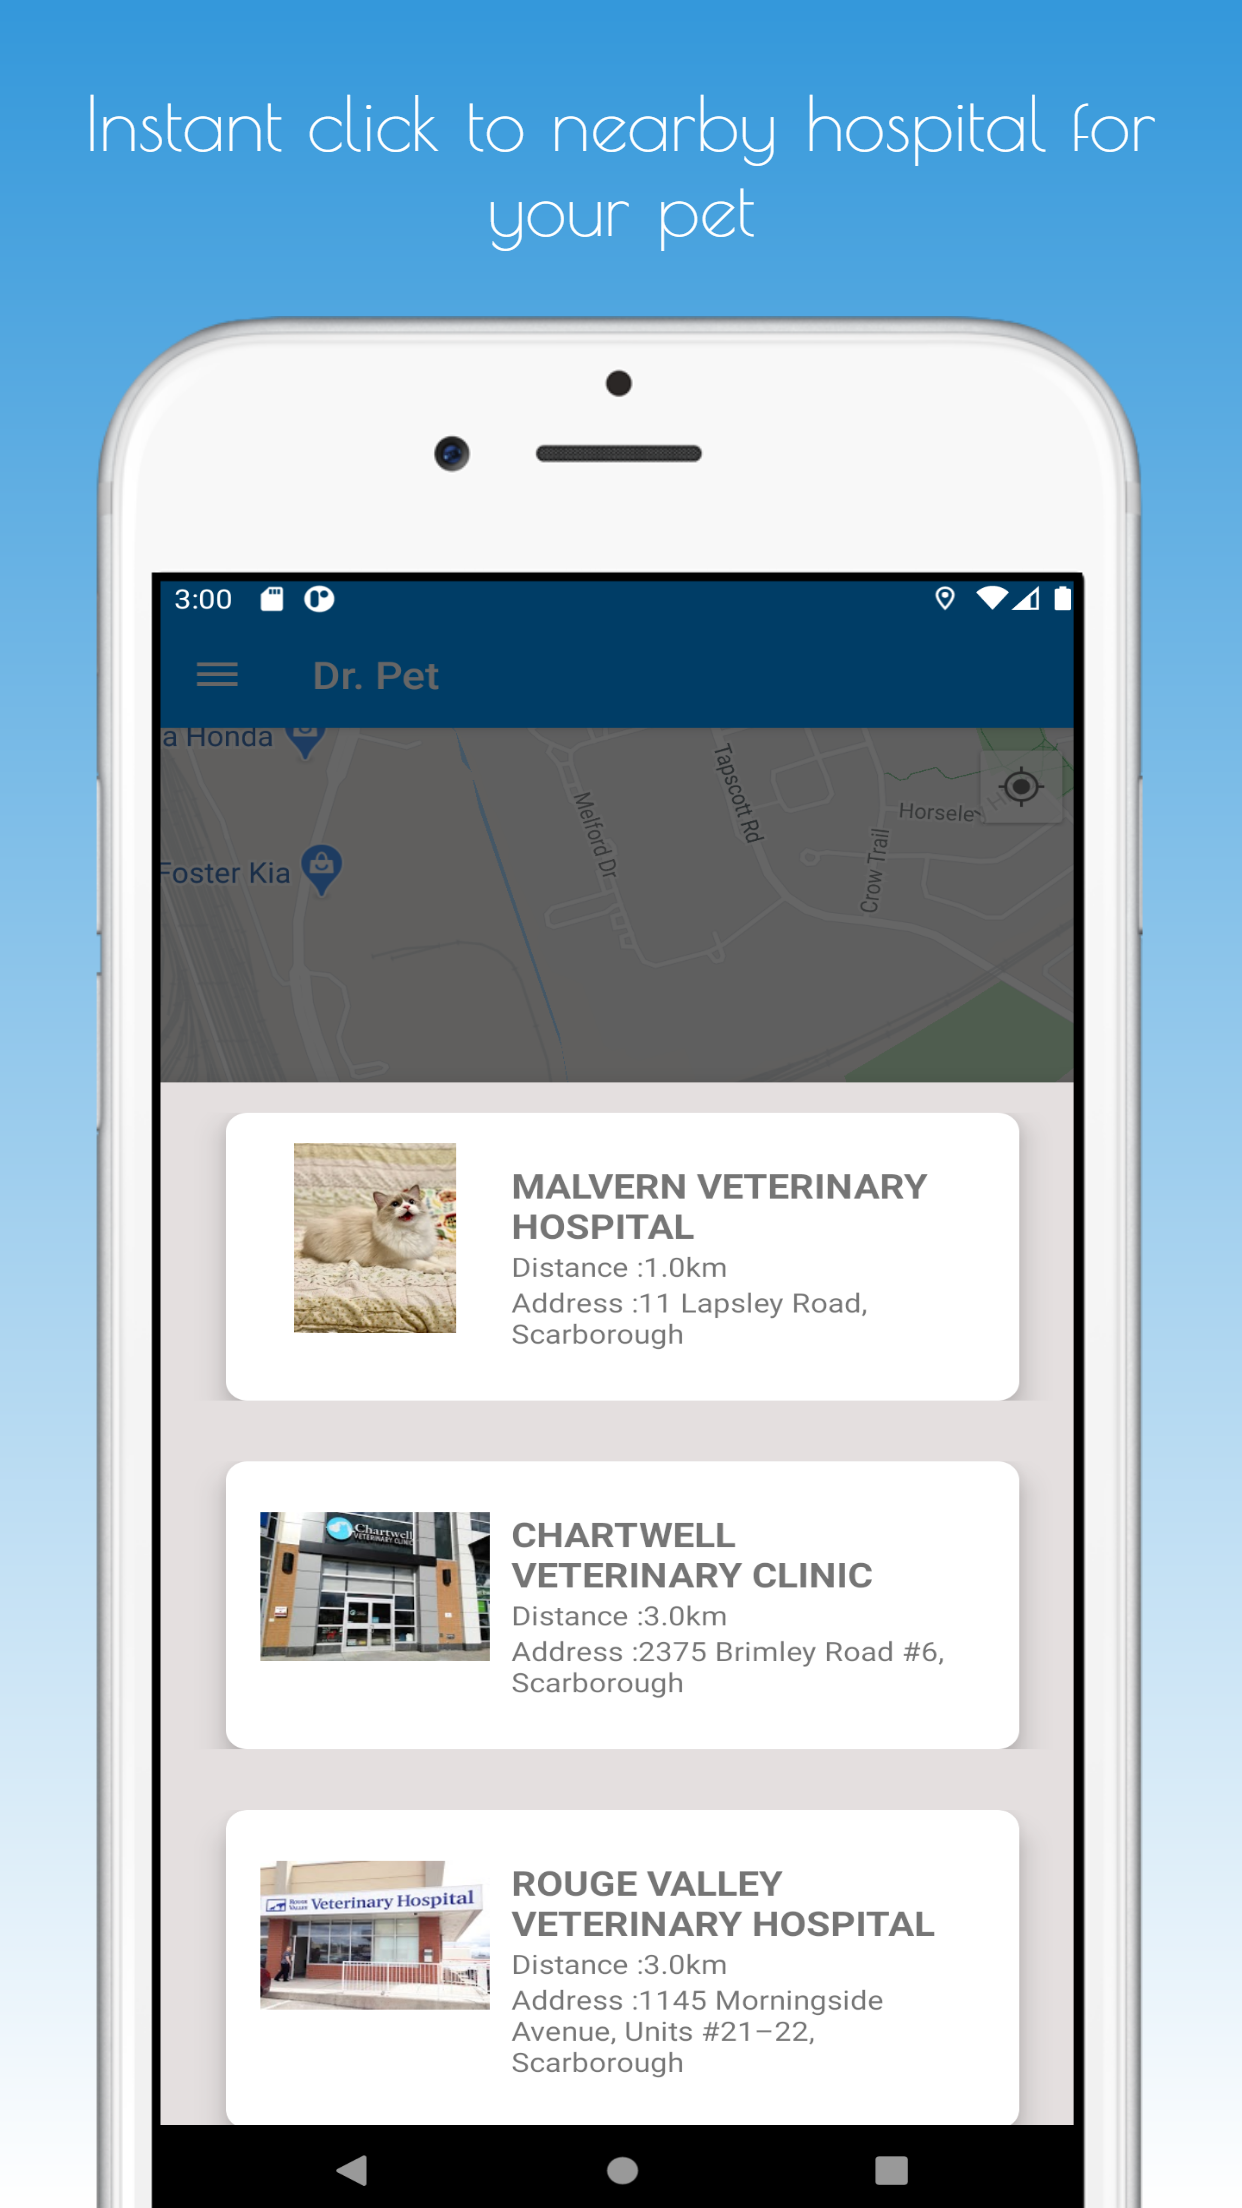 Instant click to nearby hospital for
your pet
3:00
Dr. Pet
a Honda
Foster Kia
Melford Dr
Tapscott Rd
Crow Trail
Horsele
MALVERN VETERINARY
HOSPITAL
Distance :1.0km
Address :11 Lapsley Road,
Scarborough
Chartwell
VETERINARY CLINIC
CHARTWELL
VETERINARY CLINIC
Distance :3.0km
Address :2375 Brimley Road #6,
Scarborough
Rouge Valley Veterinary Hospital
ROUGE VALLEY
VETERINARY HOSPITAL
Distance :3.0km
Address :1145 Morningside
Avenue, Units #21–22,
Scarborough